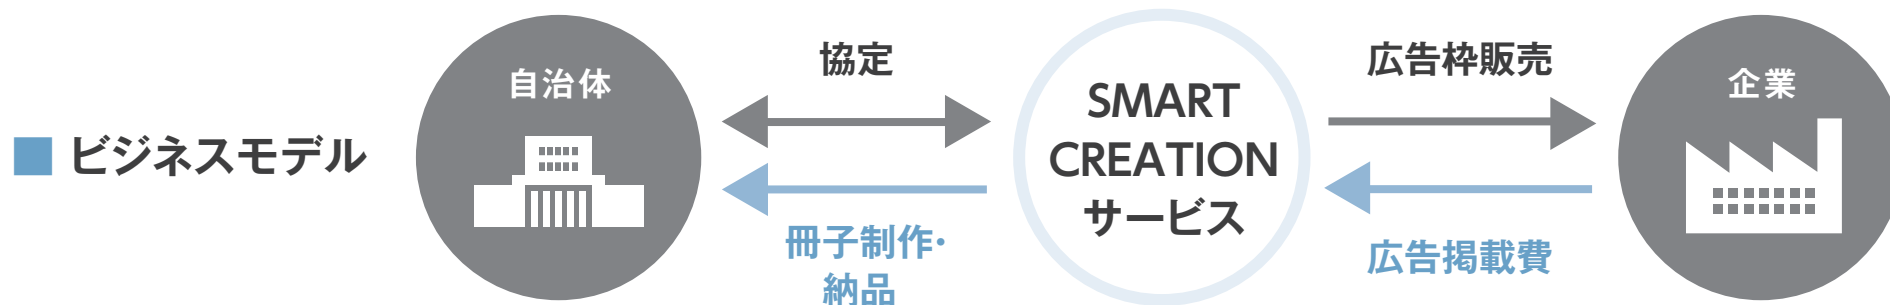 ビジネスモデル
自治体
協定
冊子制作・
納品
SMART
CREATION
サービス
広告枠販売
広告掲載費
企業